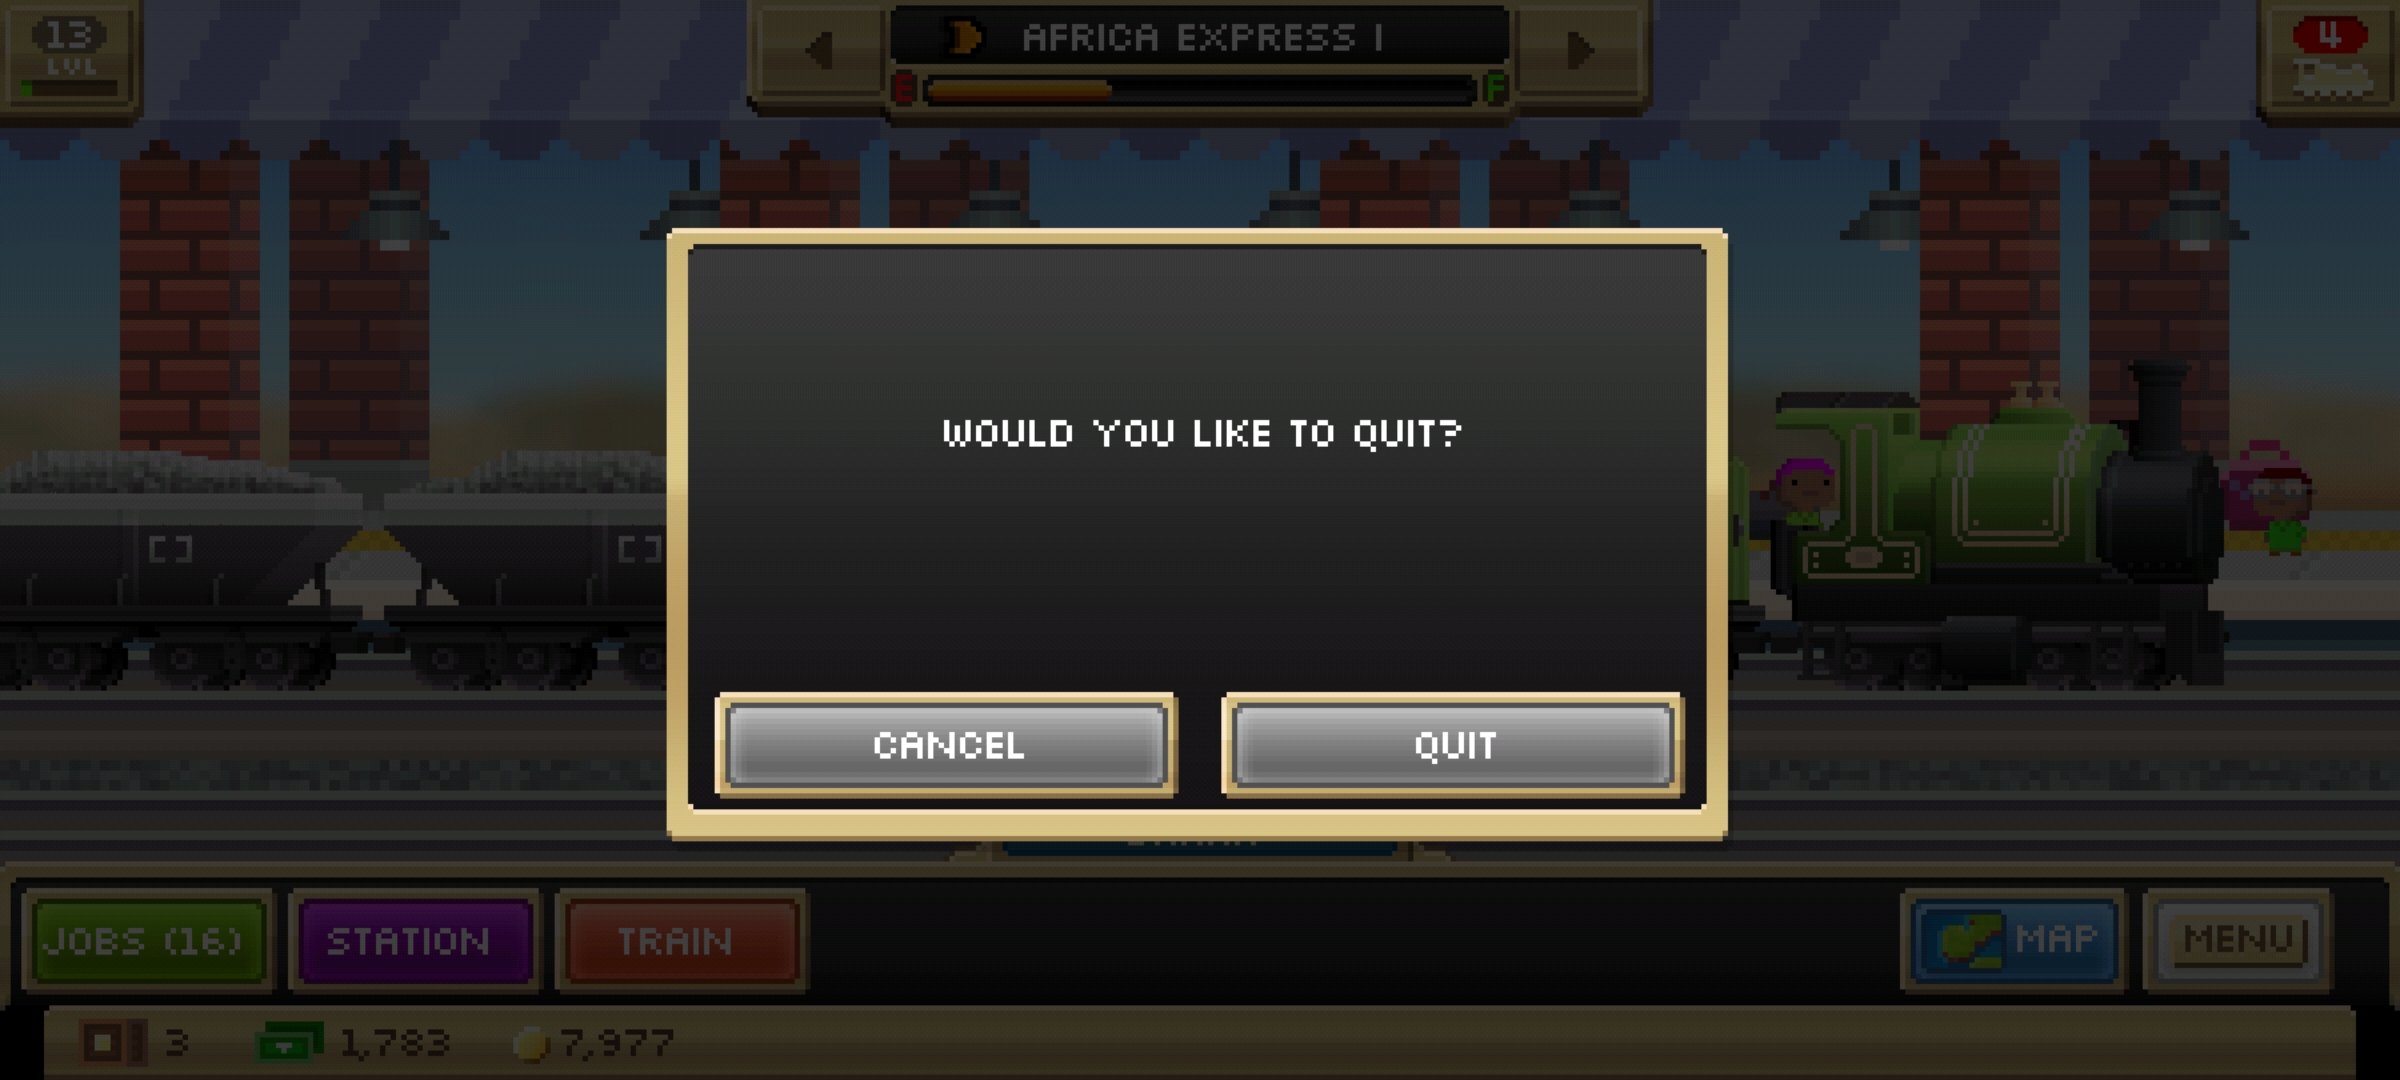 13
LVL
AFRICA EXPRESS I
E
F
4
WOULD YOU LIKE TO QUIT?
CANCEL
QUIT
JOBS (16)
STATION
TRAIN
MAP
MENU
3
1,783
7,977